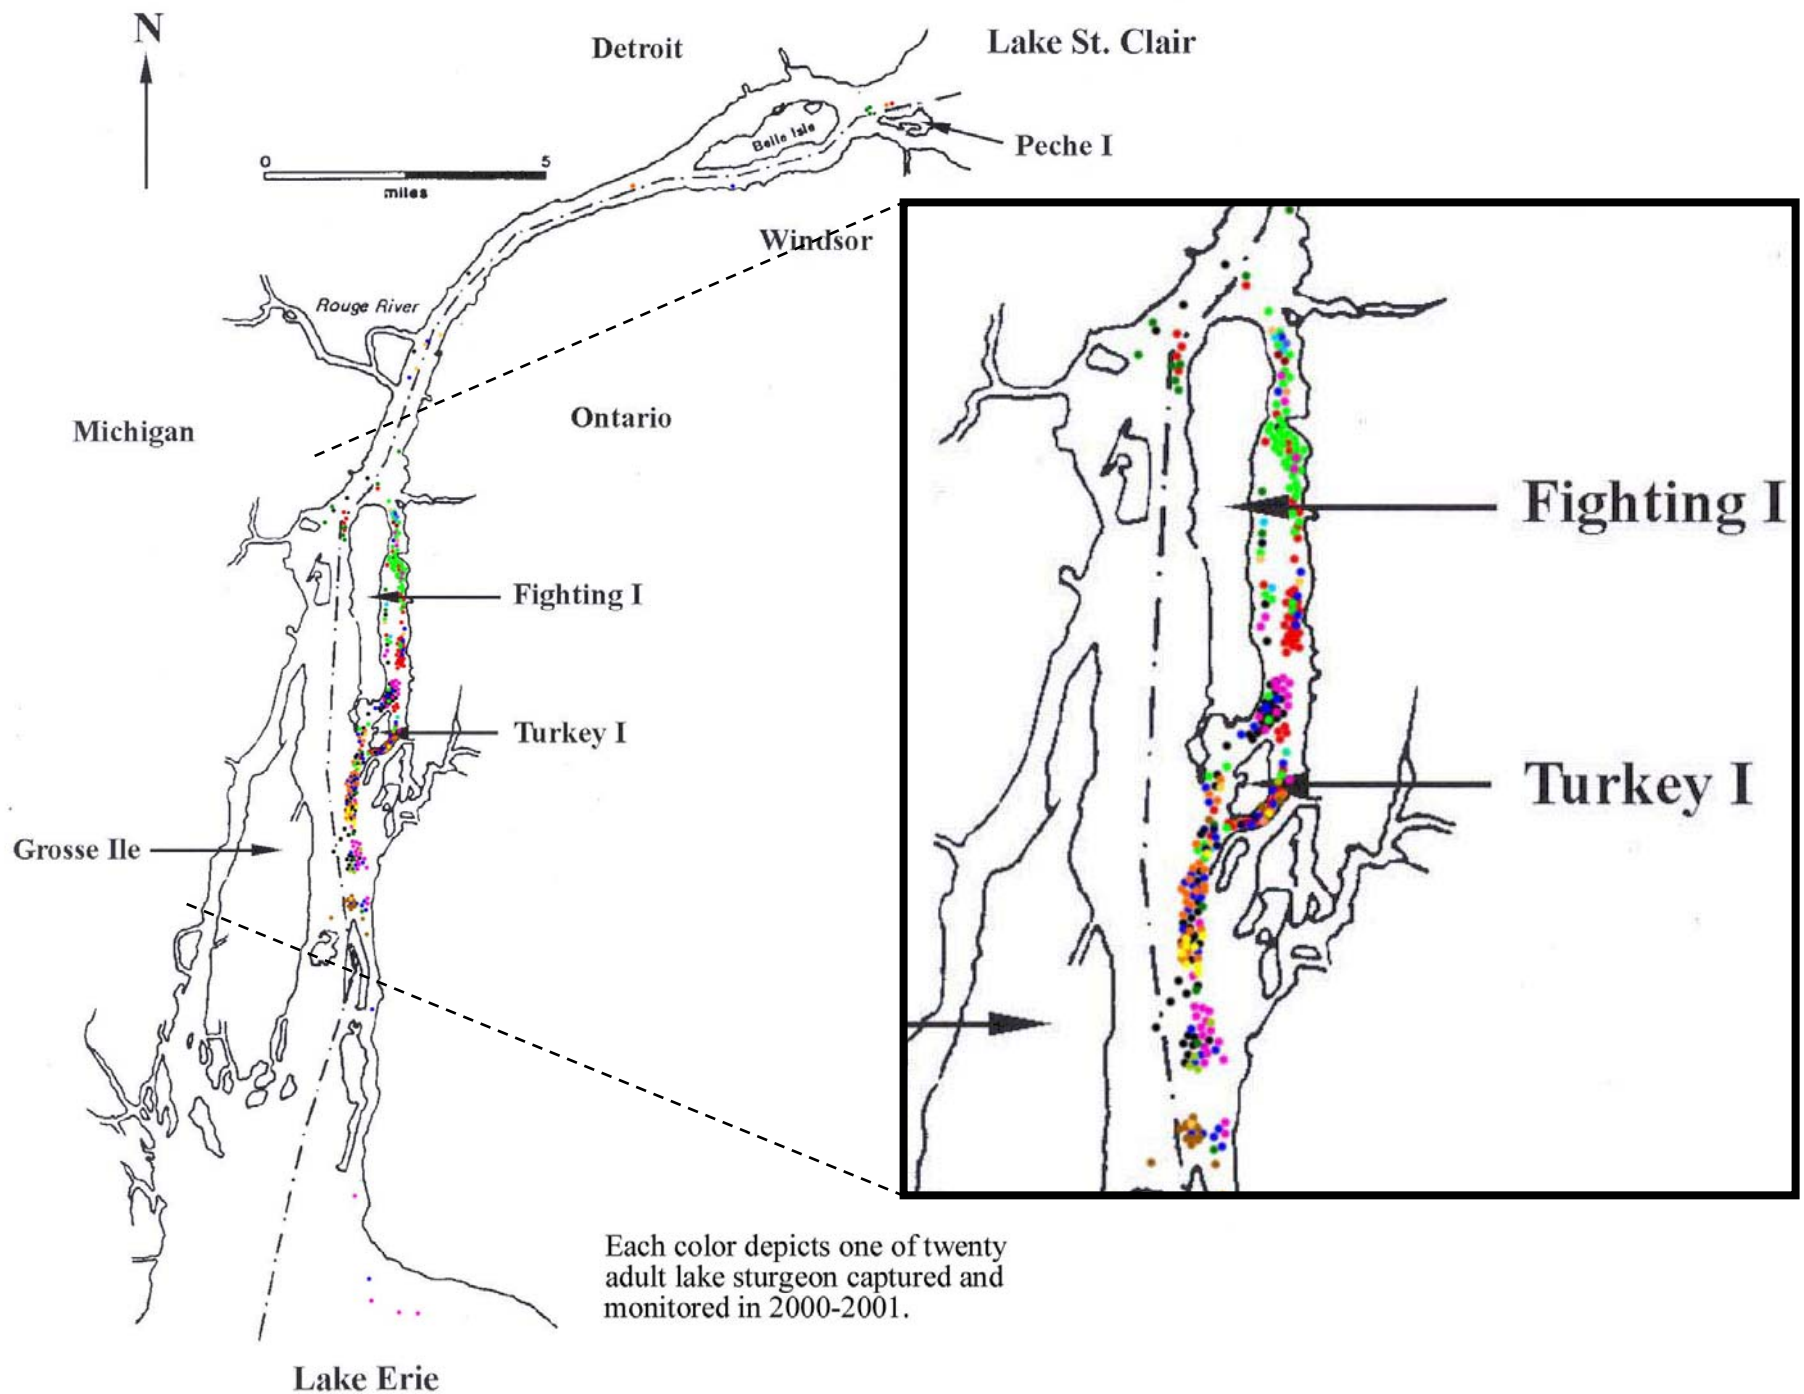 N
Detroit
Lake St. Clair
Belle Isle
Peche I
0 5
miles
Windsor
Rouge River
Michigan
Ontario
Fighting I
Fighting I
Turkey I
Turkey I
Grosse Ile
Each color depicts one of twenty
adult lake sturgeon captured and
monitored in 2000-2001.
Lake Erie